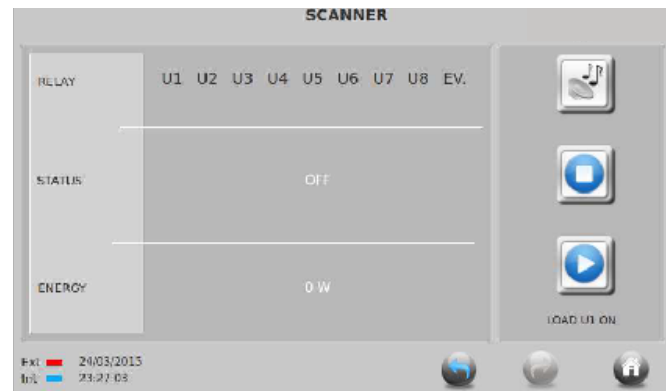 SCANNER
RELAY U1 U2 U3 U4 U5 U6 U7 U8 EV.
STATUS OFF
ENERGY 0 W
LOAD U1 ON
Ext 24/03/2015
Int 23:27:03